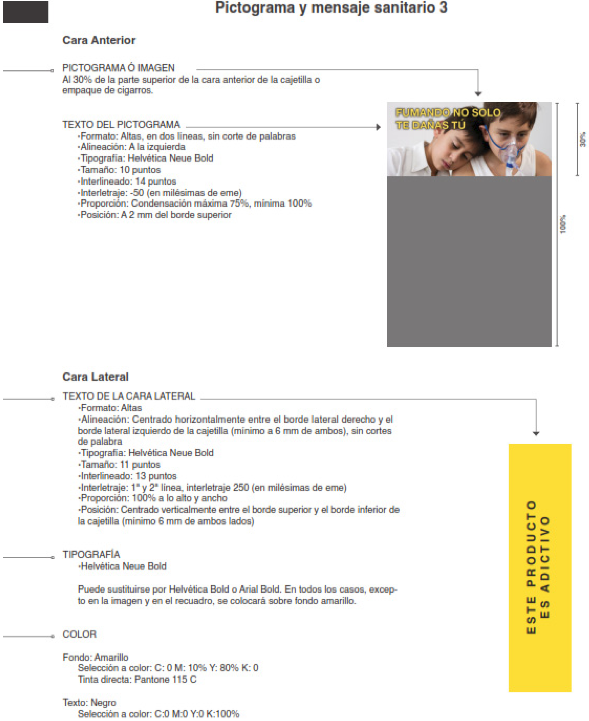 Pictograma y mensaje sanitario 3
Cara Anterior
PICTOGRAMA Ó IMAGEN
Al 30% de la parte superior de la cara anterior de la cajetilla o
empaque de cigarros.
TEXTO DEL PICTOGRAMA
•Formato: Altas, en dos líneas, sin corte de palabras
•Alineación: A la izquierda
•Tipografía: Helvética Neue Bold
•Tamaño: 10 puntos
•Interlineado: 14 puntos
•Interletraje: -50 (en milésimas de eme)
•Proporción: Condensación máxima 75%, mínima 100%
•Posición: A 2 mm del borde superior
FUMANDO NO SOLO
TE DAÑAS TÚ
30%
100%
Cara Lateral
TEXTO DE LA CARA LATERAL
•Formato: Altas
•Alineación: Centrado horizontalmente entre el borde lateral derecho y el
borde lateral izquierdo de la cajetilla (mínimo a 6 mm de ambos), sin cortes
de palabra
•Tipografía: Helvética Neue Bold
•Tamaño: 11 puntos
•Interlineado: 13 puntos
•Interletraje: 1ª y 2ª línea, interletraje 250 (en milésimas de eme)
•Proporción: 100% a lo alto y ancho
•Posición: Centrado verticalmente entre el borde superior y el borde inferior de
la cajetilla (mínimo 6 mm de ambos lados)
ESTE PRODUCTO
ES ADICTIVO
TIPOGRAFÍA
•Helvética Neue Bold
Puede sustituirse por Helvética Bold o Arial Bold. En todos los casos, excep-
to en la imagen y en el recuadro, se colocará sobre fondo amarillo.
COLOR
Fondo: Amarillo
Selección a color: C: 0 M: 10% Y: 80% K: 0
Tinta directa: Pantone 115 C
Texto: Negro
Selección a color: C:0 M:0 Y:0 K:100%